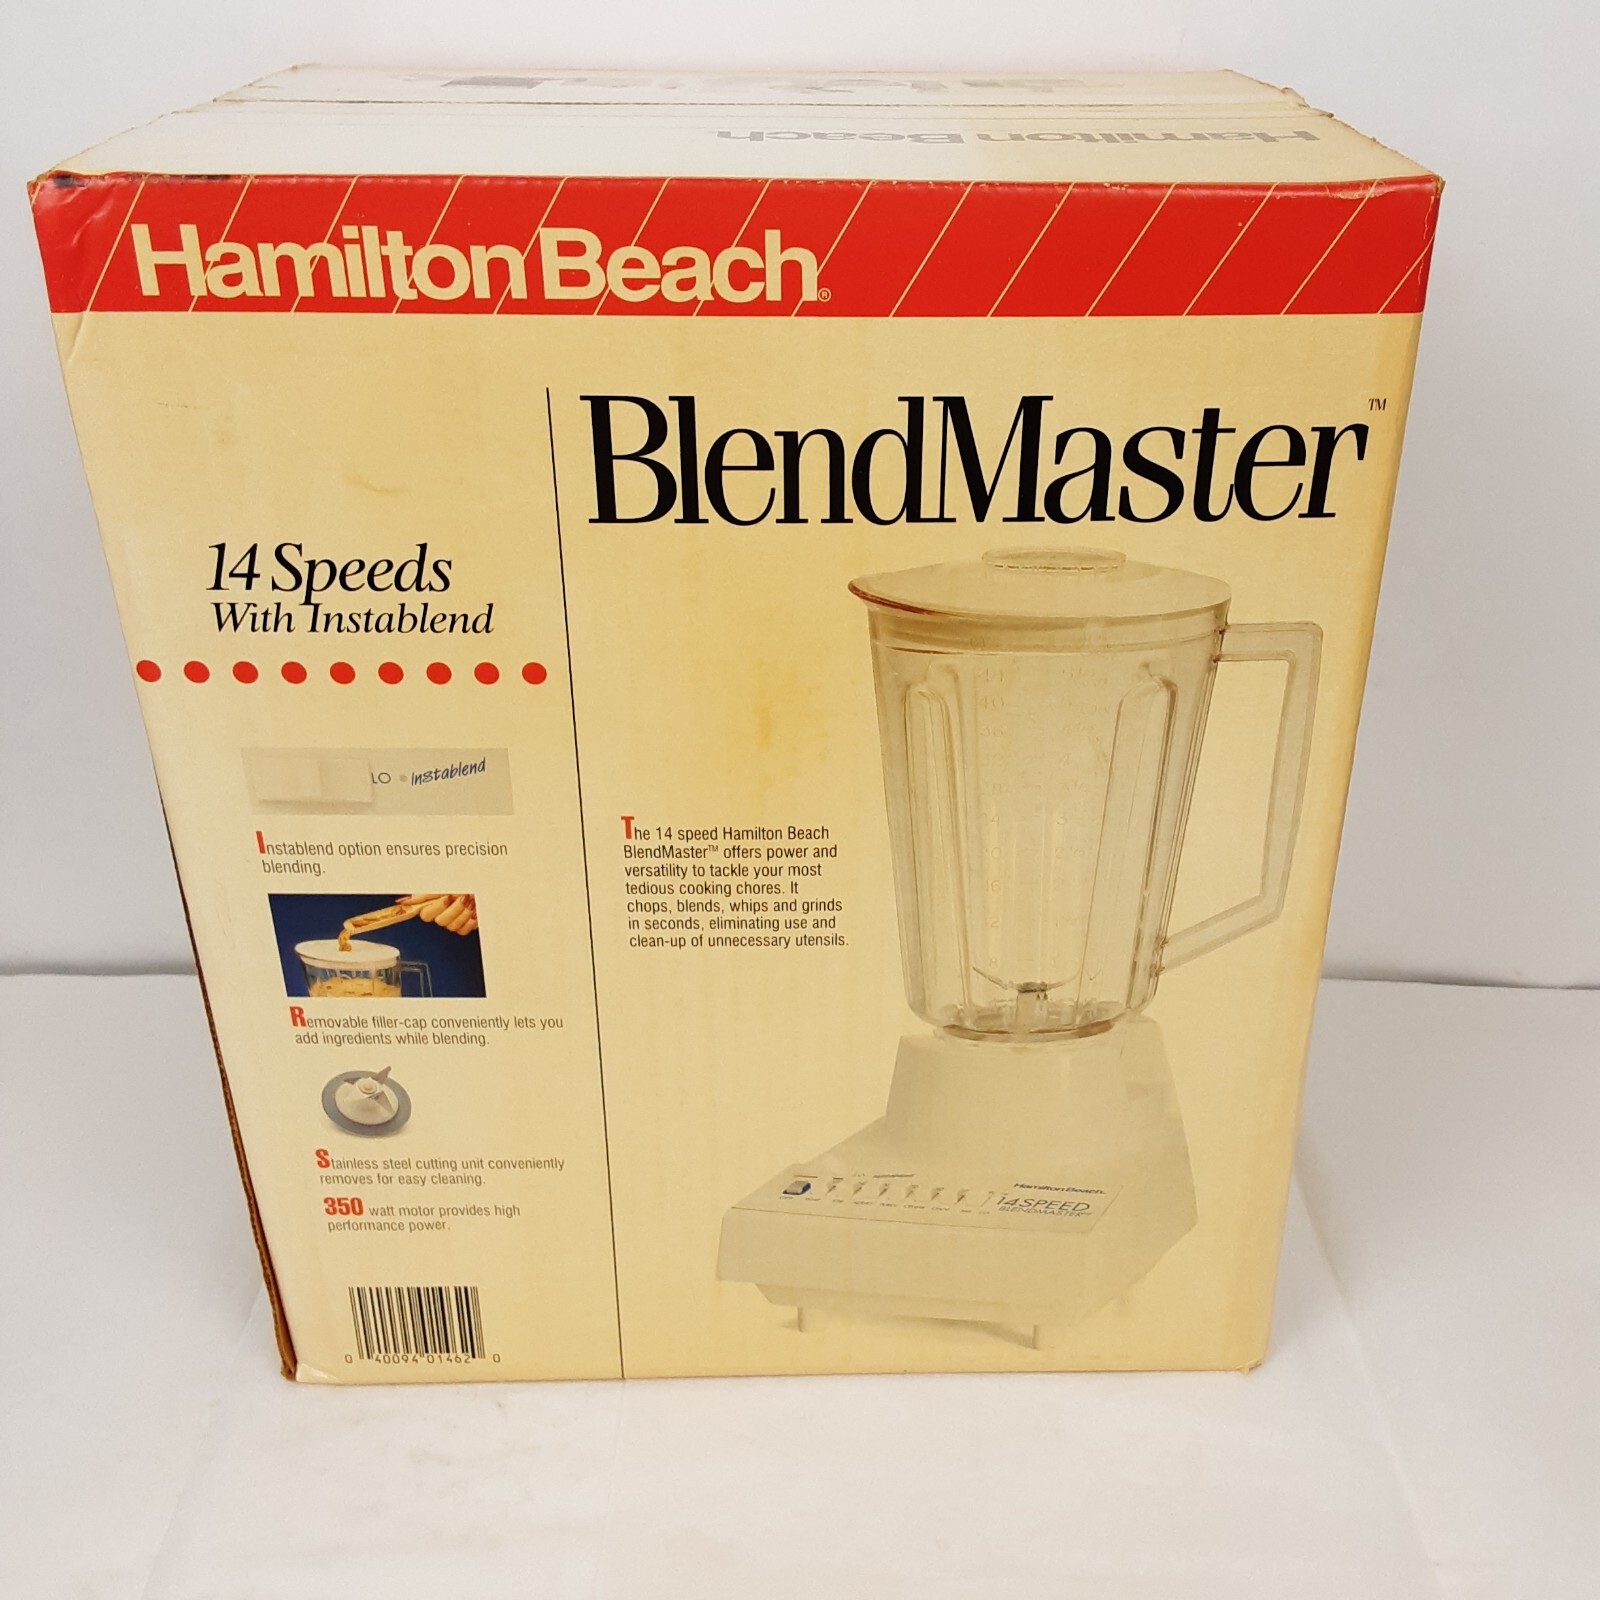 Hamilton Beach
Hamilton Beach®
BlendMaster™
14 Speeds
With Instablend
LO • Instablend
Instablend option ensures precision
blending.
Removable filler-cap conveniently lets you
add ingredients while blending.
Stainless steel cutting unit conveniently
removes for easy cleaning.
350 watt motor provides high
performance power.
0 40094 01462 0
The 14 speed Hamilton Beach
BlendMaster™ offers power and
versatility to tackle your most
tedious cooking chores. It
chops, blends, whips and grinds
in seconds, eliminating use and
clean-up of unnecessary utensils.
Hamilton Beach.
14 SPEED
BLENDMASTER™